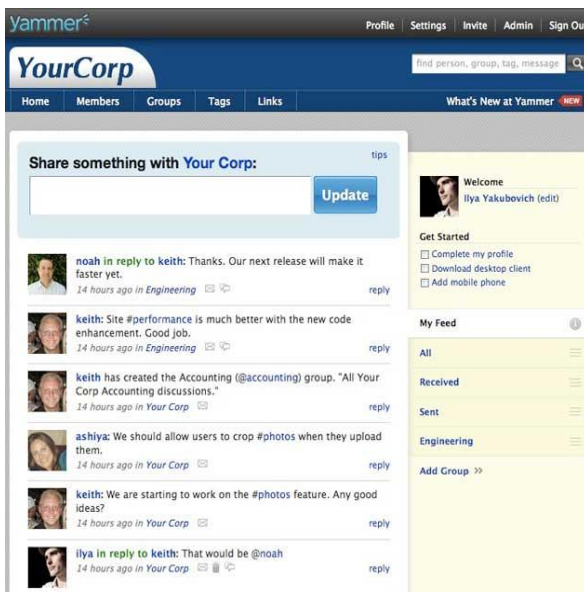 yammer
Profile Settings Invite Admin Sign Ou
YourCorp
find person, group, tag, message
Home Members Groups Tags Links
What's New at Yammer NEW
Share something with Your Corp:
tips
Update
noah in reply to keith: Thanks. Our next release will make it
faster yet.
14 hours ago in Engineering
reply
keith: Site #performance is much better with the new code
enhancement. Good job.
14 hours ago in Engineering
reply
keith has created the Accounting (@accounting) group. "All Your
Corp Accounting discussions."
14 hours ago in Your Corp
reply
ashiya: We should allow users to crop #photos when they upload
them.
14 hours ago in Your Corp
reply
keith: We are starting to work on the #photos feature. Any good
ideas?
14 hours ago in Your Corp
reply
ilya in reply to keith: That would be @noah
14 hours ago in Your Corp
reply
Welcome
Ilya Yakubovich (edit)
Get Started
Complete my profile
Download desktop client
Add mobile phone
My Feed
All
Received
Sent
Engineering
Add Group >>